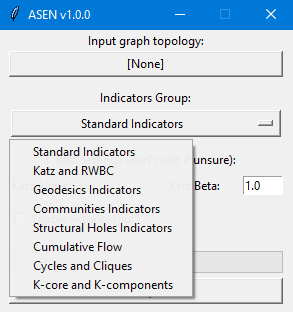 ASEN v1.0.0
Input graph topology:
[None]
Indicators Group:
Standard Indicators
Standard Indicators
Katz and RWBC
Geodesics Indicators
Communities Indicators
Structural Holes Indicators
Cumulative Flow
Cycles and Cliques
K-core and K-components
unsure):
Beta:
1.0